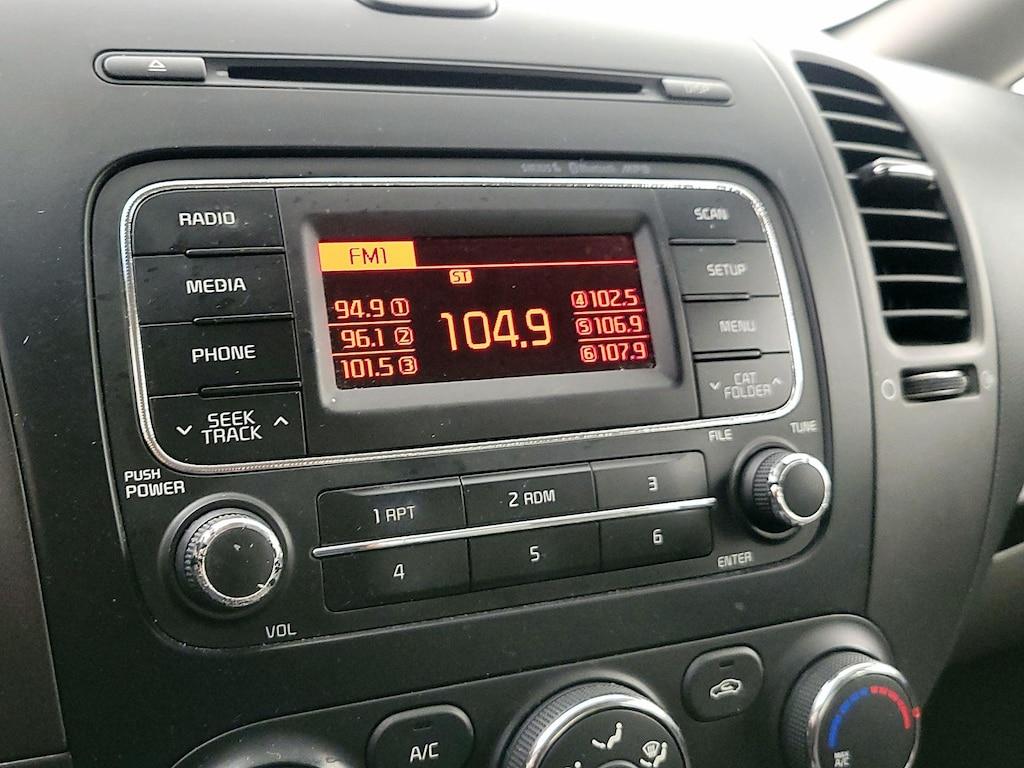 DISP
RADIO
MEDIA
PHONE
SEEK
TRACK
FM1
ST
94.9 1
96.1 2
101.5 3
104.9
4 102.5
5 106.9
6 107.9
SCAN
SETUP
MENU
CAT
FOLDER
PUSH
POWER
VOL
1 RPT
2 RDM
3
4
5
6
FILE
TUNE
ENTER
A/C
MAX
A/C